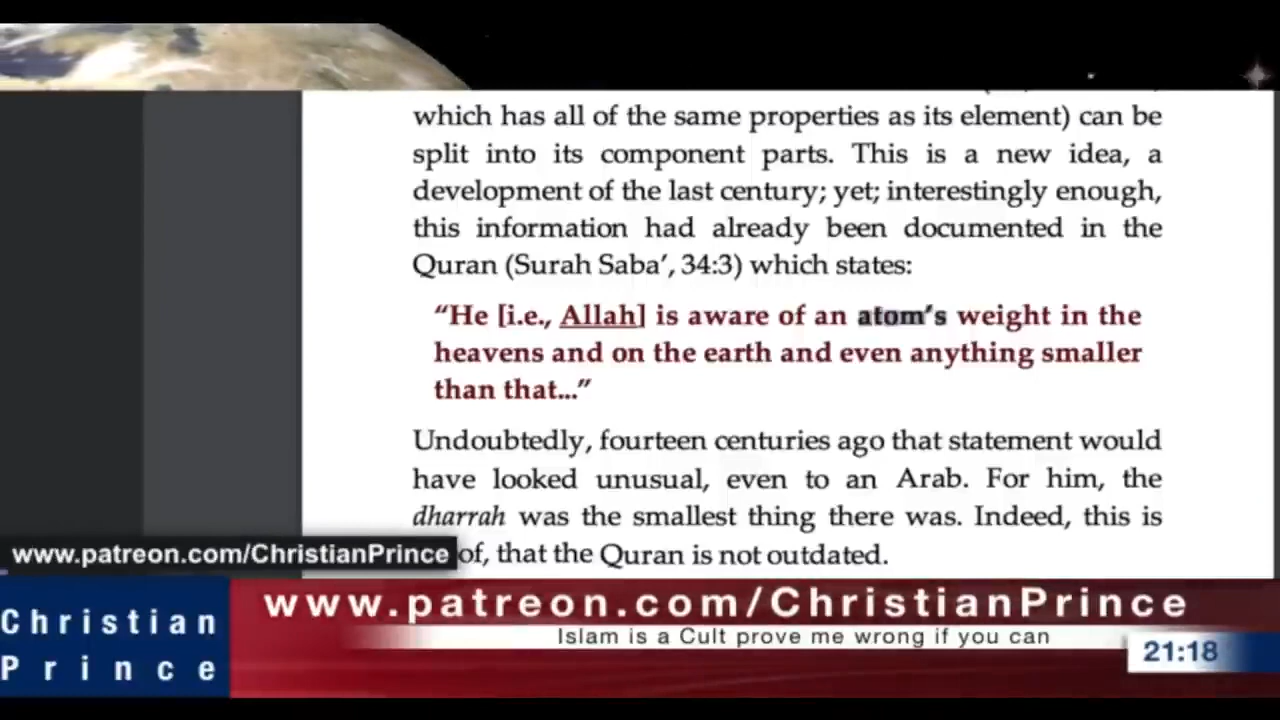 which has all of the same properties as its element) can be
split into its component parts. This is a new idea, a
development of the last century; yet; interestingly enough,
this information had already been documented in the
Quran (Surah Saba’, 34:3) which states:
“He [i.e., Allah] is aware of an atom’s weight in the
heavens and on the earth and even anything smaller
than that...”
Undoubtedly, fourteen centuries ago that statement would
have looked unusual, even to an Arab. For him, the
dharrah was the smallest thing there was. Indeed, this is
of, that the Quran is not outdated.
www.patreon.com/ChristianPrince
www.patreon.com/ChristianPrince
Islam is a Cult prove me wrong if you can
Christian
Prince
21:18